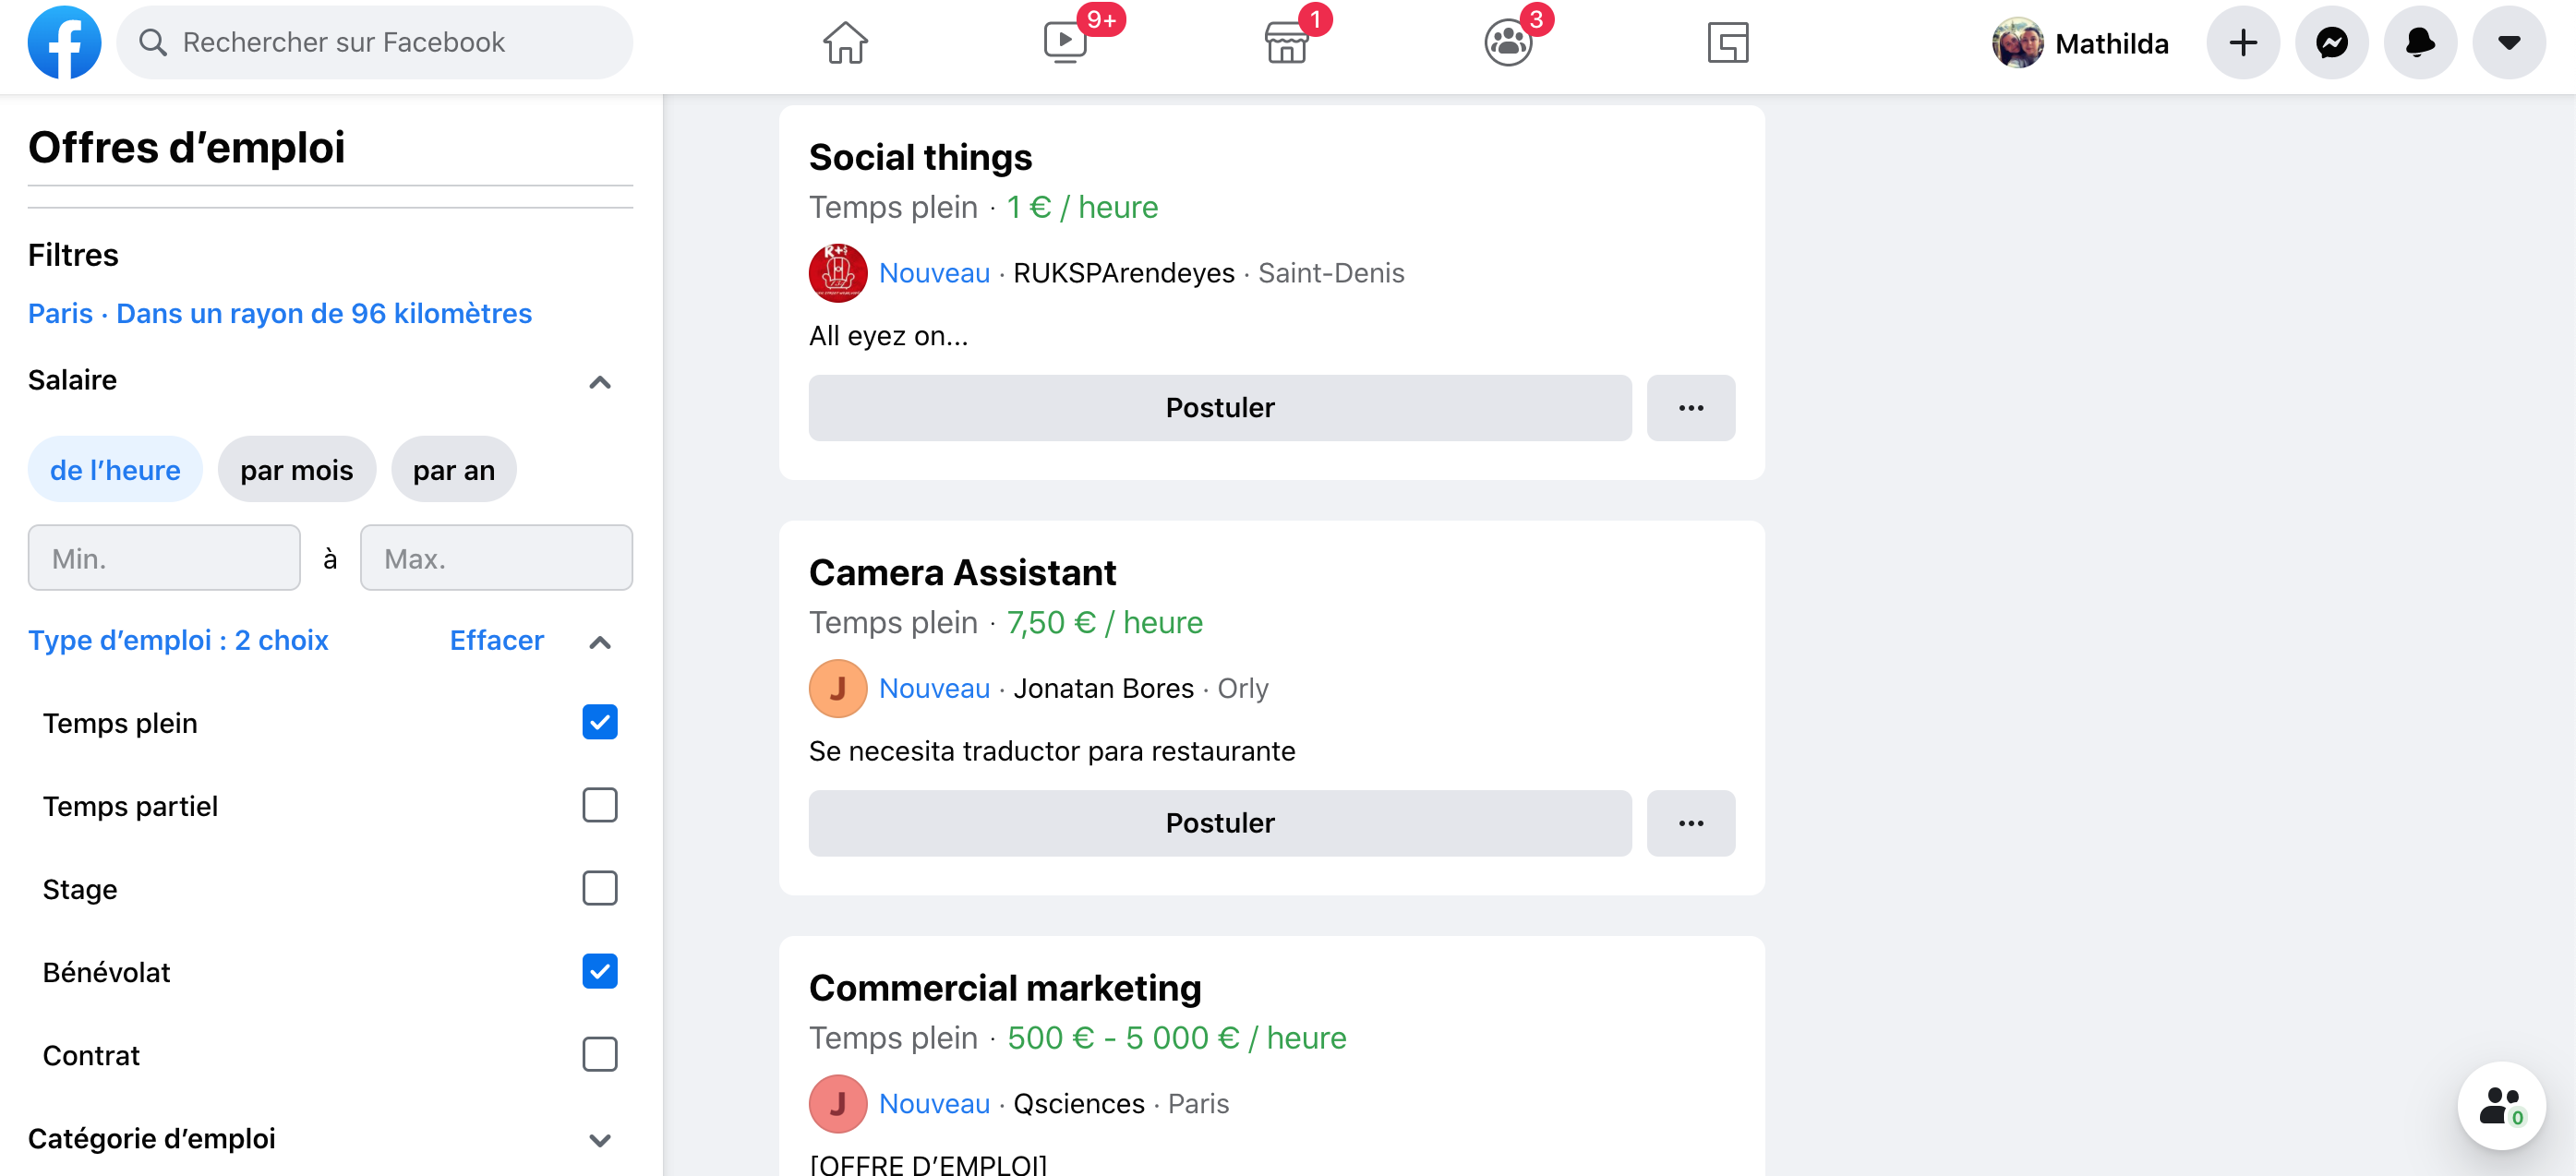 Rechercher sur Facebook
9+
1
3
Mathilda
Offres d’emploi
Filtres
Paris · Dans un rayon de 96 kilomètres
Salaire
de l’heure
par mois
par an
Min.
à
Max.
Type d’emploi : 2 choix
Effacer
Temps plein
Temps partiel
Stage
Bénévolat
Contrat
Catégorie d’emploi
Social things
Temps plein · 1 € / heure
Nouveau · RUKSPArendeyes · Saint-Denis
All eyez on...
Postuler
Camera Assistant
Temps plein · 7,50 € / heure
J
Nouveau · Jonatan Bores · Orly
Se necesita traductor para restaurante
Postuler
Commercial marketing
Temps plein · 500 € - 5 000 € / heure
J
Nouveau · Qsciences · Paris
[OFFRE D’EMPLOI]
0